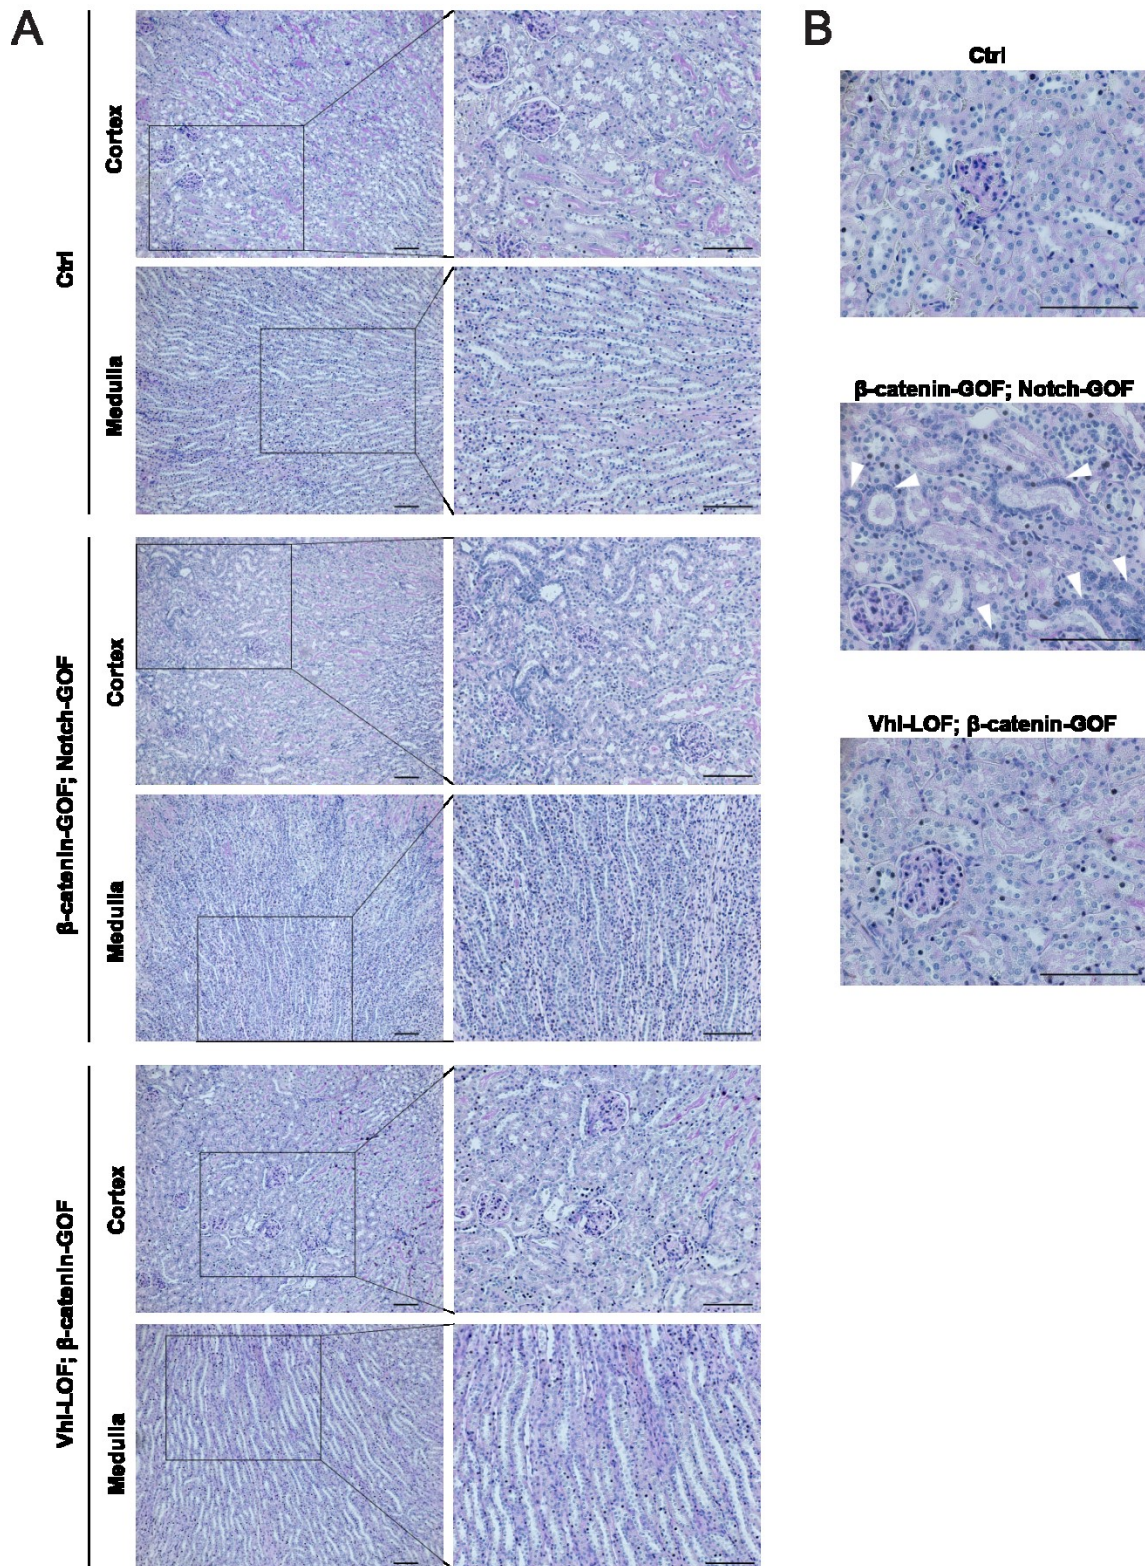 A
B
Ctrl
Cortex
Medulla
β-catenin-GOF; Notch-GOF
Cortex
Medulla
Vhl-LOF; β-catenin-GOF
Cortex
Medulla
Ctrl
β-catenin-GOF; Notch-GOF
Vhl-LOF; β-catenin-GOF